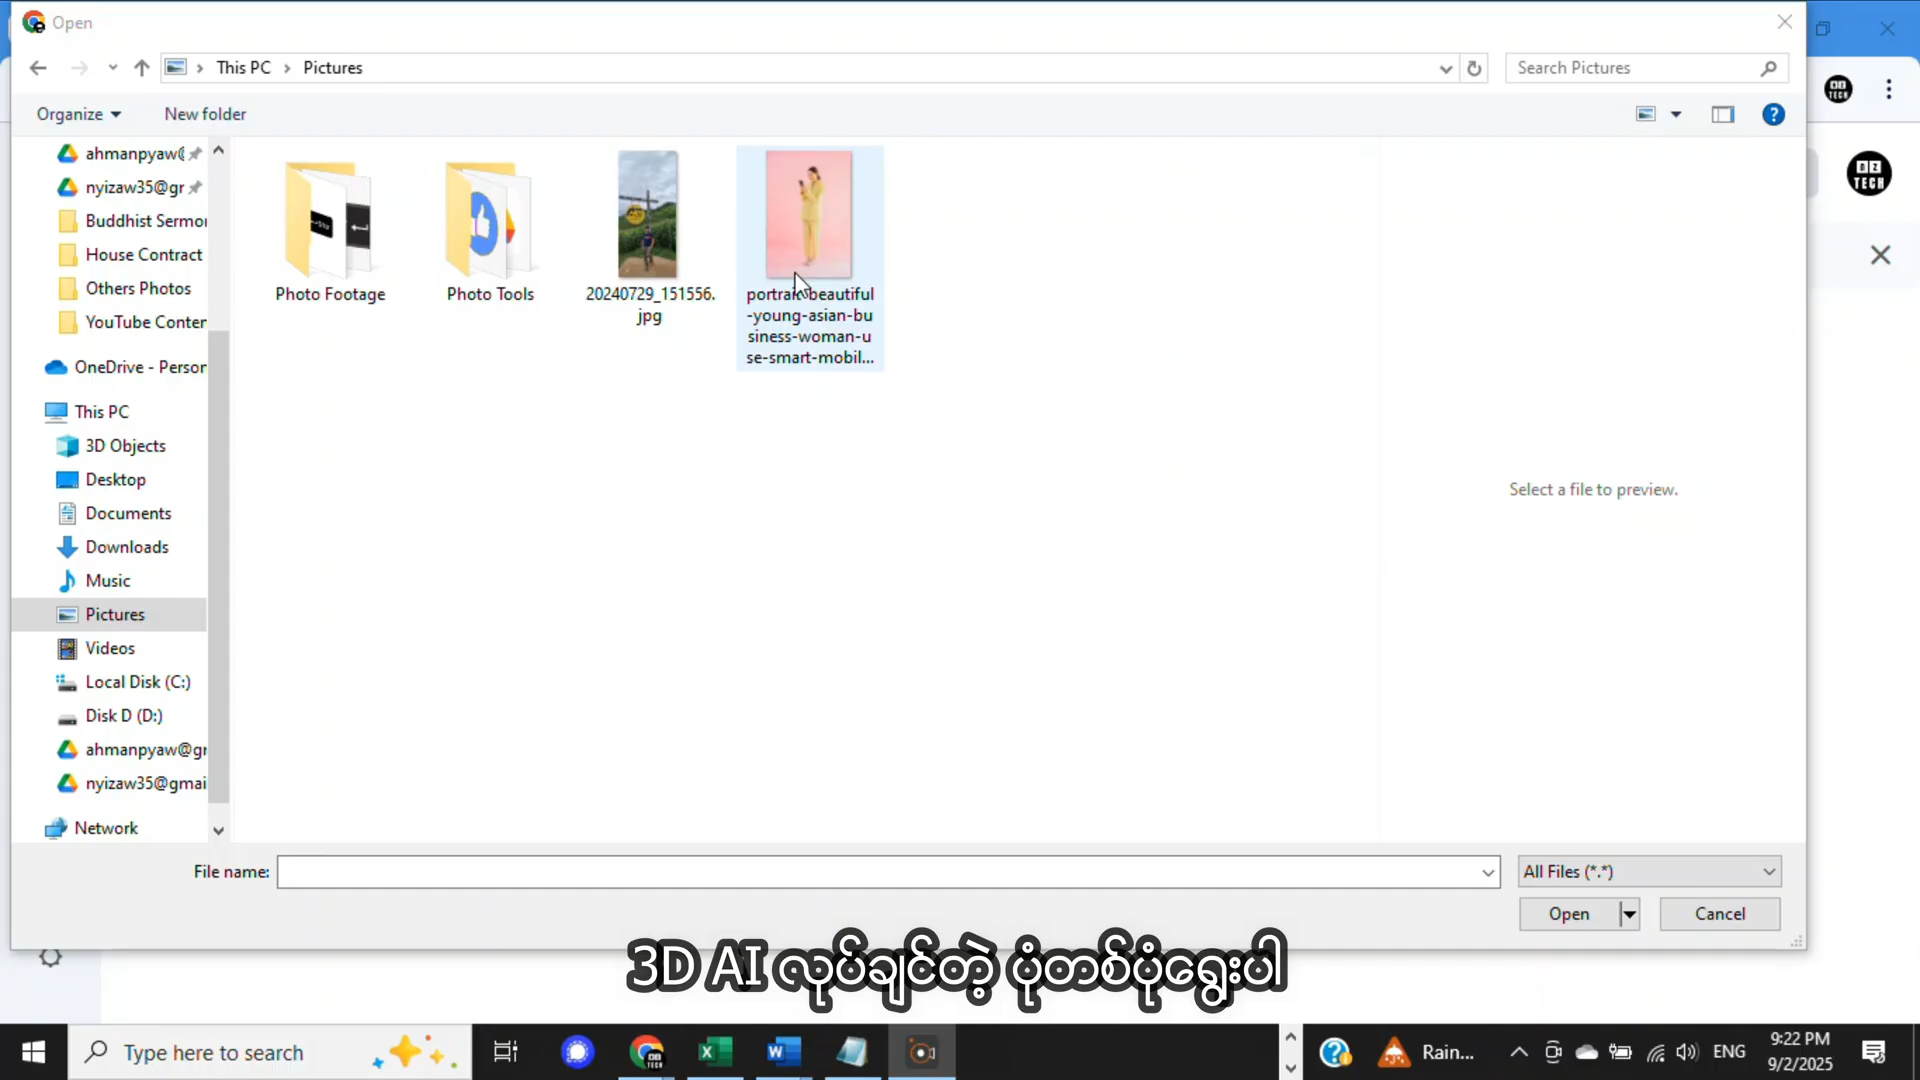 Open
This PC
Pictures
Search Pictures
Organize
New folder
ahmanpyaw@
nyizaw35@gr
Buddhist Sermo
House Contract
Others Photos
YouTube Conter
OneDrive - Person
This PC
3D Objects
Desktop
Documents
Downloads
Music
Pictures
Videos
Local Disk (C:)
Disk D (D:)
ahmanpyaw@gr
nyizaw35@gmai
Network
Photo Footage
Photo Tools
20240729_151556.
jpg
portrait-beautiful
-young-asian-bu
siness-woman-u
se-smart-mobil...
Select a file to preview.
File name:
All Files (*.*)
Open
Cancel
OZ
TECH
3D AI လုပ်ချင်တဲ့ ပုံတစ်ပုံရွေးပါ
Type here to search
Rain...
ENG
9:22 PM
9/2/2025